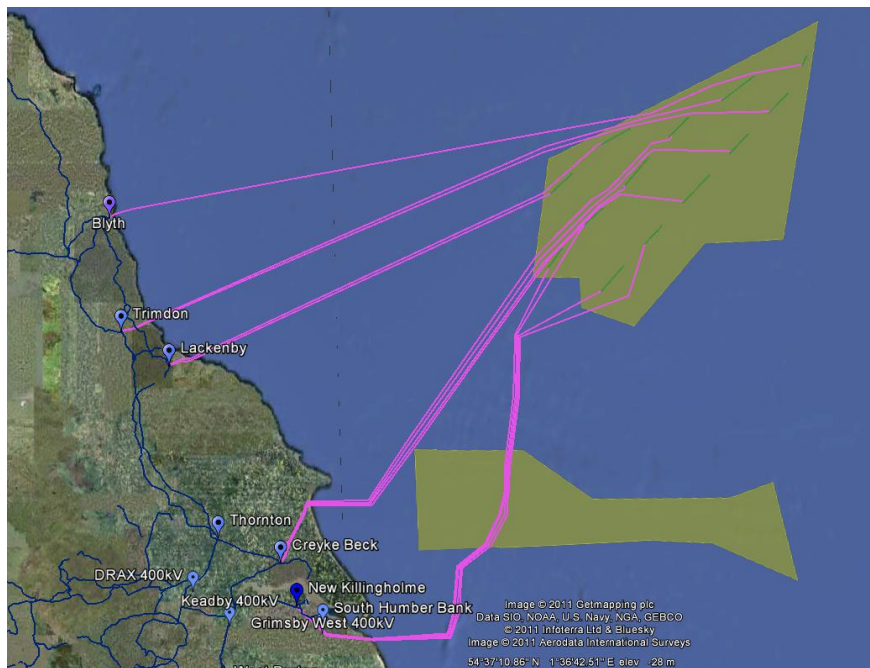 Blyth
Trimdon
Lackenby
Thornton
Creyke Beck
DRAX 400kV
New Killingholme
Keadby 400kV
South Humber Bank
Grimsby West 400kV
Image © 2011 Getmapping plc
Data SIO, NOAA, U.S. Navy, NGA, GEBCO
© 2011 Infoterra Ltd & Bluesky
Image © 2011 Aerodata International Surveys
54°37'10.86" N 1°36'42.51" E elev -28 m